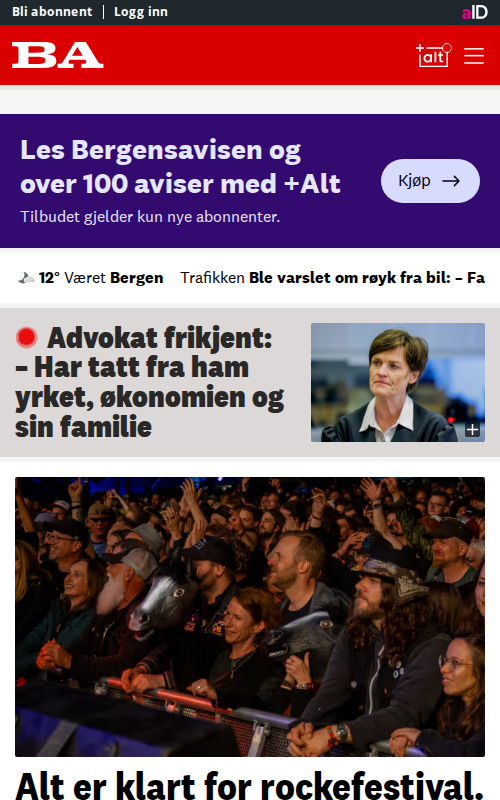 Bli abonnent | Logg inn
aID
BA
+alt
Les Bergensavisen og
over 100 aviser med +Alt
Tilbudet gjelder kun nye abonnenter.
Kjøp →
12° Været Bergen Trafikken Ble varslet om røyk fra bil: – Fa
Advokat frikjent:
– Har tatt fra ham
yrket, økonomien og
sin familie
Alt er klart for rockefestival.